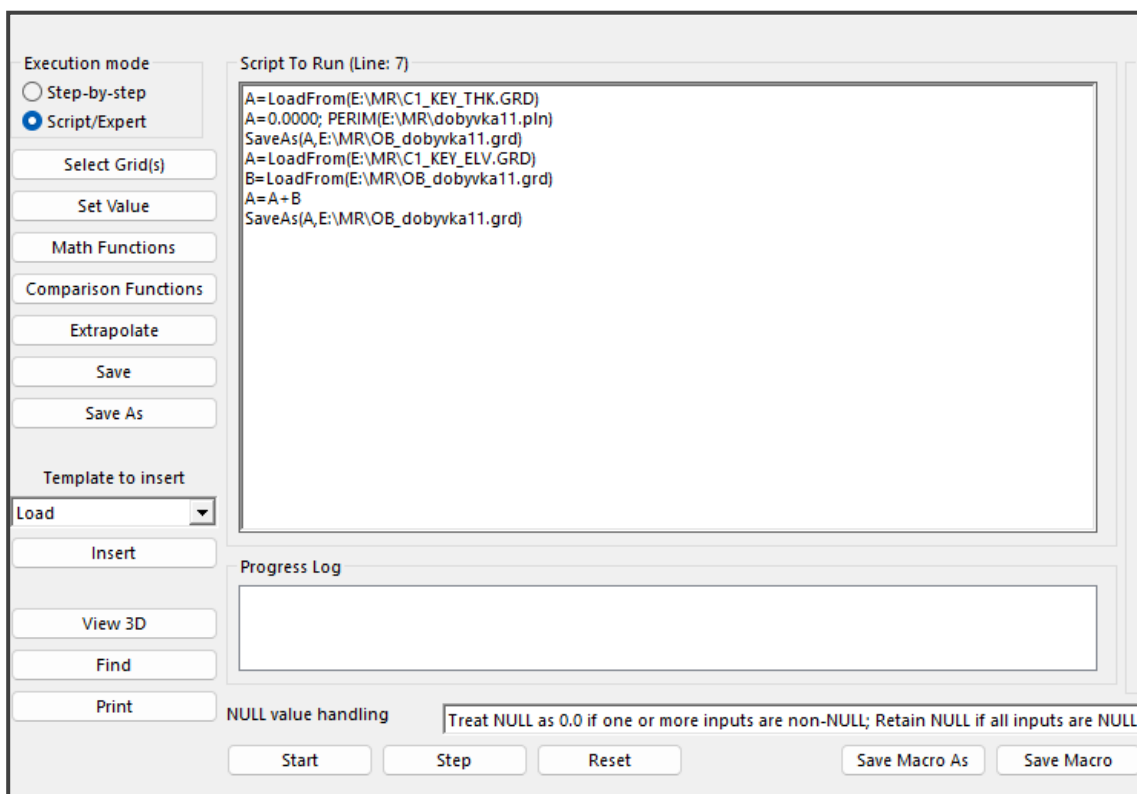 Execution mode
Step-by-step
Script/Expert
Select Grid(s)
Set Value
Math Functions
Comparison Functions
Extrapolate
Save
Save As
Template to insert
Load
Insert
View 3D
Find
Print
Script To Run (Line: 7)
A=LoadFrom(E:\MR\C1_KEY_THK.GRD)
A=0.0000; PERIM(E:\MR\dobyvka11.pln)
SaveAs(A,E:\MR\OB_dobyvka11.grd)
A=LoadFrom(E:\MR\C1_KEY_ELV.GRD)
B=LoadFrom(E:\MR\OB_dobyvka11.grd)
A=A+B
SaveAs(A,E:\MR\OB_dobyvka11.grd)
Progress Log
NULL value handling
Treat NULL as 0.0 if one or more inputs are non-NULL; Retain NULL if all inputs are NULL
Start
Step
Reset
Save Macro As
Save Macro